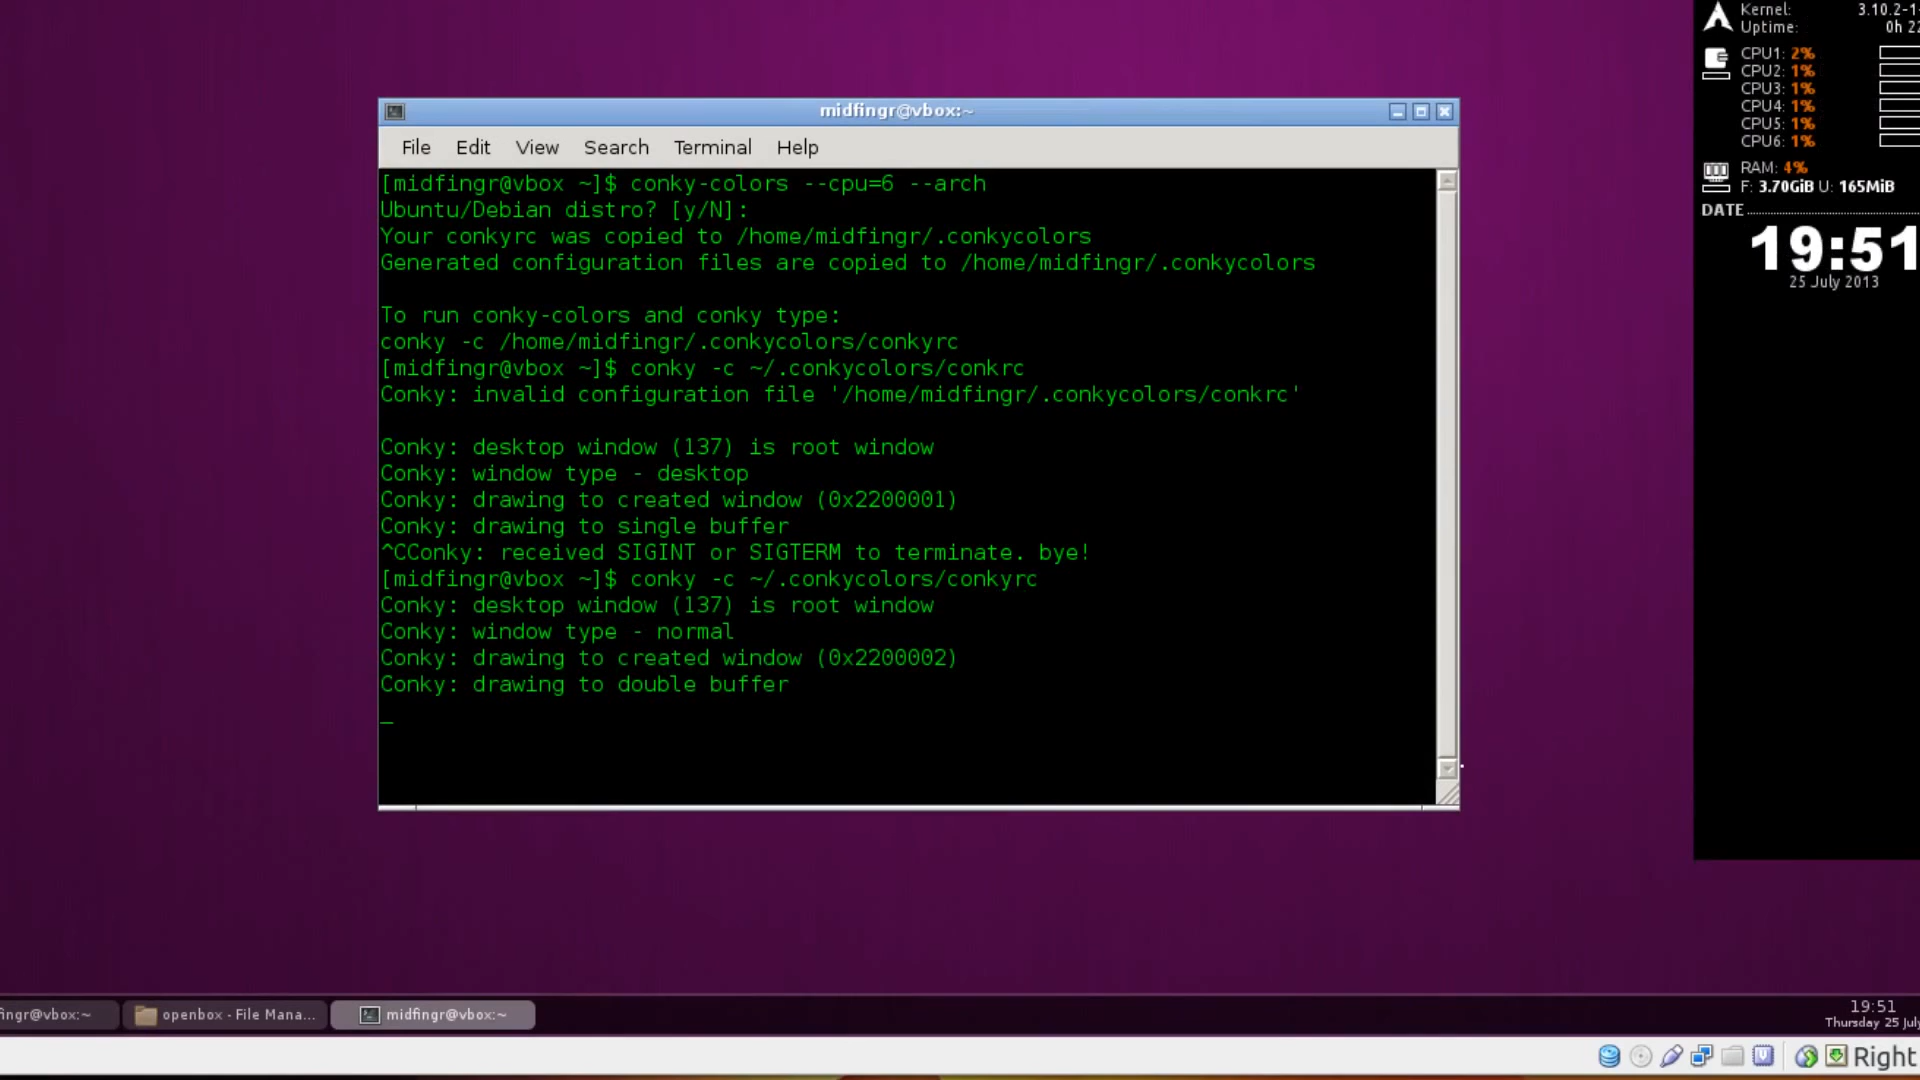 midfingr@vbox:~
File Edit View Search Terminal Help
[midfingr@vbox ~]$ conky-colors --cpu=6 --arch
Ubuntu/Debian distro? [y/N]:
Your conkyrc was copied to /home/midfingr/.conkycolors
Generated configuration files are copied to /home/midfingr/.conkycolors
To run conky-colors and conky type:
conky -c /home/midfingr/.conkycolors/conkyrc
[midfingr@vbox ~]$ conky -c ~/.conkycolors/conkrc
Conky: invalid configuration file '/home/midfingr/.conkycolors/conkrc'
Conky: desktop window (137) is root window
Conky: window type - desktop
Conky: drawing to created window (0x2200001)
Conky: drawing to single buffer
^CConky: received SIGINT or SIGTERM to terminate. bye!
[midfingr@vbox ~]$ conky -c ~/.conkycolors/conkyrc
Conky: desktop window (137) is root window
Conky: window type - normal
Conky: drawing to created window (0x2200002)
Conky: drawing to double buffer
Kernel: 3.10.2-1-
Uptime: 0h 22
CPU1: 2%
CPU2: 1%
CPU3: 1%
CPU4: 1%
CPU5: 1%
CPU6: 1%
RAM: 4%
F: 3.70GiB U: 165MiB
DATE
19:51
25 July 2013
fingr@vbox:~
openbox - File Mana...
midfingr@vbox:~
19:51
Thursday 25 July
Right